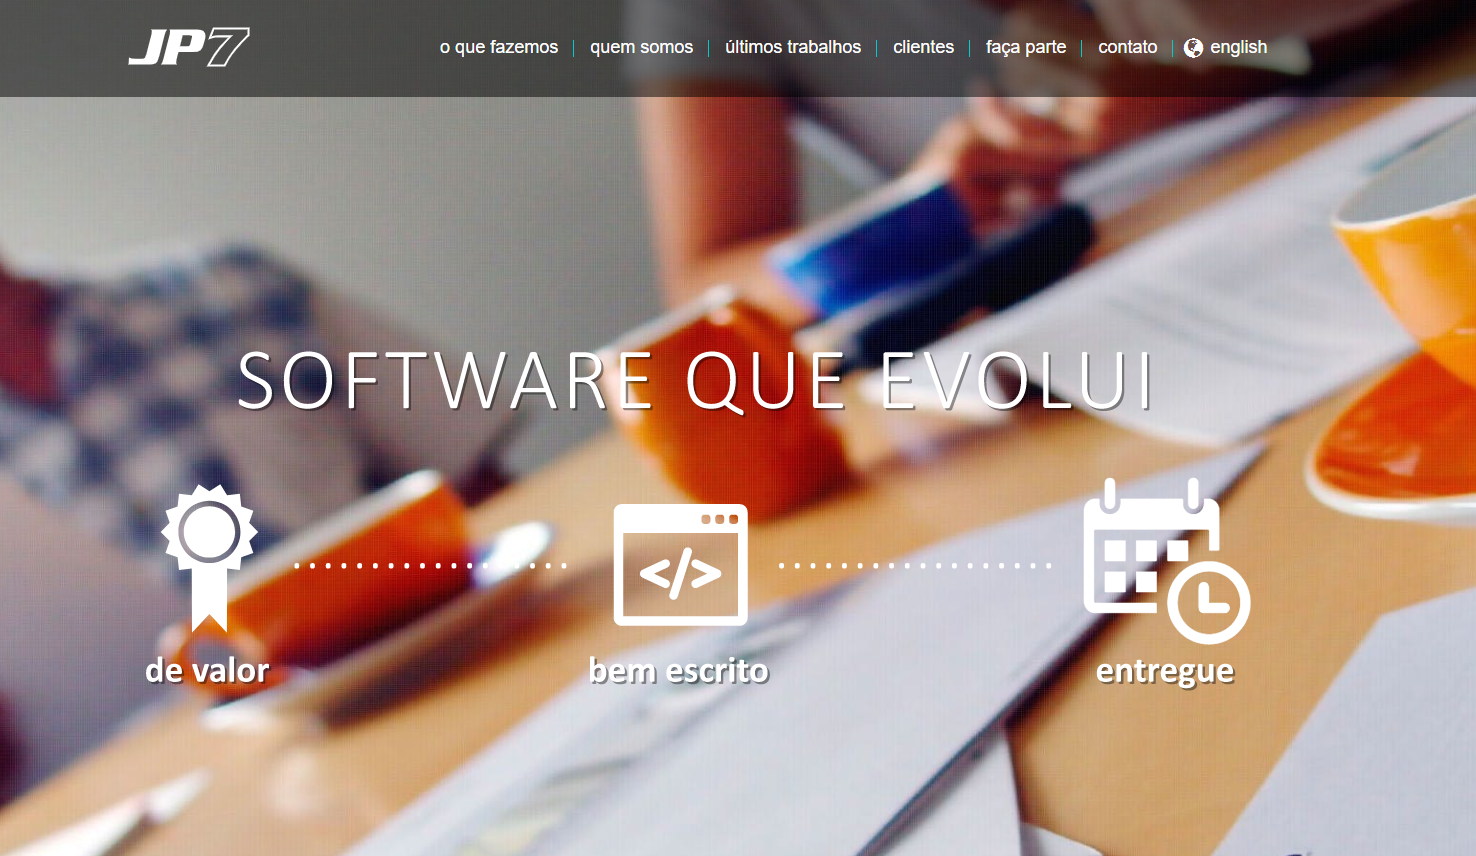 JP7
o que fazemos quem somos últimos trabalhos clientes faça parte contato english
SOFTWARE QUE EVOLUI
</>
de valor bem escrito entregue